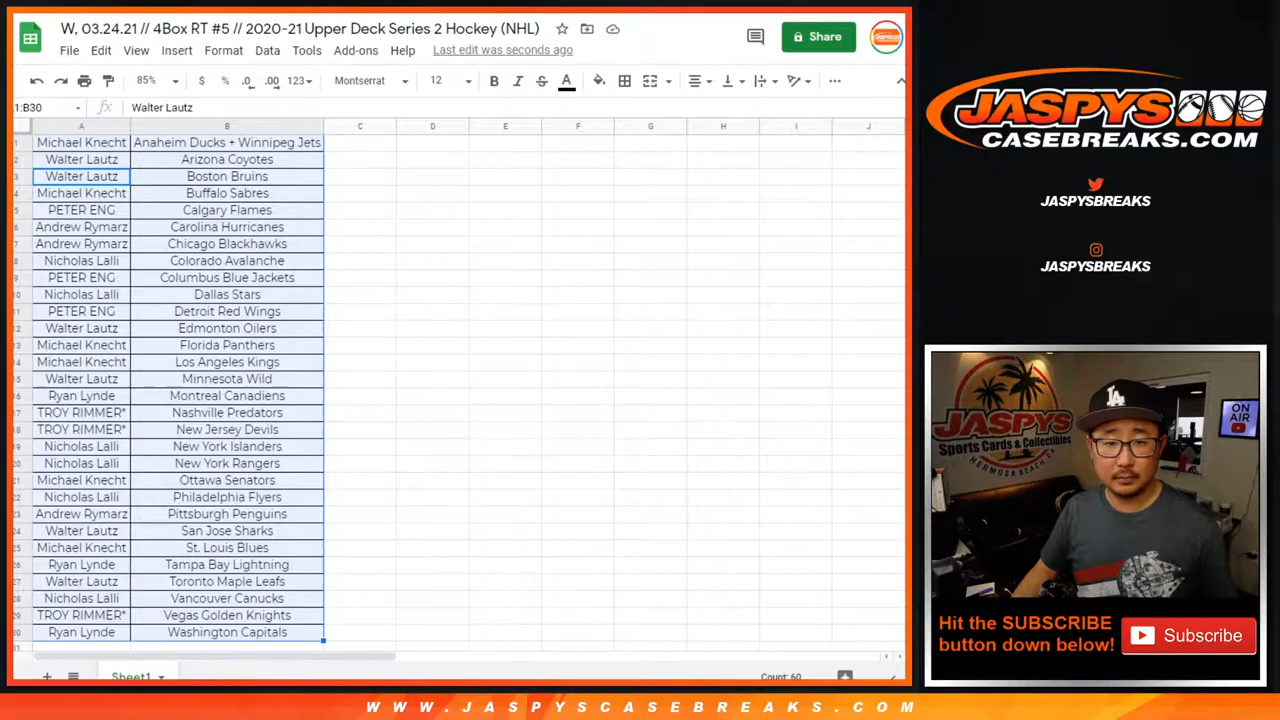 W, 03.24.21 // 4Box RT #5 // 2020-21 Upper Deck Series 2 Hockey (NHL)
File Edit View Insert Format Data Tools Add-ons Help Last edit was seconds ago
Share
85% $ % .0 .00 123 Montserrat 12 B I S A
1:B30 fx Walter Lautz
A B C D E F G H I J
1 Michael Knecht Anaheim Ducks + Winnipeg Jets
2 Walter Lautz Arizona Coyotes
3 Walter Lautz Boston Bruins
4 Michael Knecht Buffalo Sabres
5 PETER ENG Calgary Flames
6 Andrew Rymarz Carolina Hurricanes
7 Andrew Rymarz Chicago Blackhawks
8 Nicholas Lalli Colorado Avalanche
9 PETER ENG Columbus Blue Jackets
10 Nicholas Lalli Dallas Stars
11 PETER ENG Detroit Red Wings
12 Walter Lautz Edmonton Oilers
13 Michael Knecht Florida Panthers
14 Michael Knecht Los Angeles Kings
15 Walter Lautz Minnesota Wild
16 Ryan Lynde Montreal Canadiens
17 TROY RIMMER* Nashville Predators
18 TROY RIMMER* New Jersey Devils
19 Nicholas Lalli New York Islanders
20 Nicholas Lalli New York Rangers
21 Michael Knecht Ottawa Senators
22 Nicholas Lalli Philadelphia Flyers
23 Andrew Rymarz Pittsburgh Penguins
24 Walter Lautz San Jose Sharks
25 Michael Knecht St. Louis Blues
26 Ryan Lynde Tampa Bay Lightning
27 Walter Lautz Toronto Maple Leafs
28 Nicholas Lalli Vancouver Canucks
29 TROY RIMMER* Vegas Golden Knights
30 Ryan Lynde Washington Capitals
31
Sheet1 Count: 60
JASPYS
CASEBREAKS.COM
JASPYSBREAKS
JASPYSBREAKS
JASPYS
Sports Cards & Collectibles
HERMOSA BEACH, CA
LA
ON
AIR
Hit the SUBSCRIBE
button down below!
Subscribe
WWW.JASPYSCASEBREAKS.COM